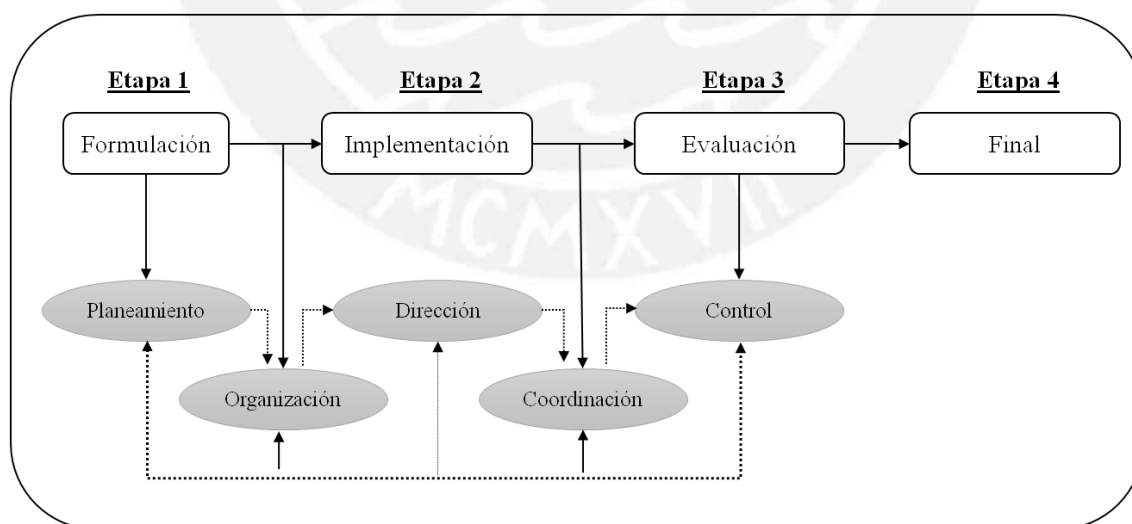 Etapa 1 Etapa 2 Etapa 3 Etapa 4
Formulación Implementación Evaluación Final
MCMXVII
Planeamiento Dirección Control
Organización Coordinación